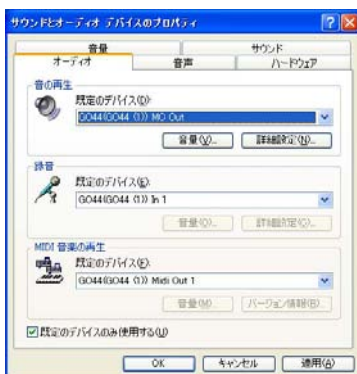 サウンドとオーディオ デバイスのプロパティ
音量 サウンド
オーディオ 音声 ハードウェア
音の再生
既定のデバイス(D):
GO44(GO44 (1)) MC Out
音量(V)... 詳細設定(N)...
録音
既定のデバイス(E):
GO44(GO44 (1)) In 1
音量(O)... 詳細設定(C)...
MIDI 音楽の再生
既定のデバイス(F):
GO44(GO44 (1)) Midi Out 1
音量(M)... バージョン情報(B)...
既定のデバイスのみ使用する(U)
OK キャンセル 適用(A)